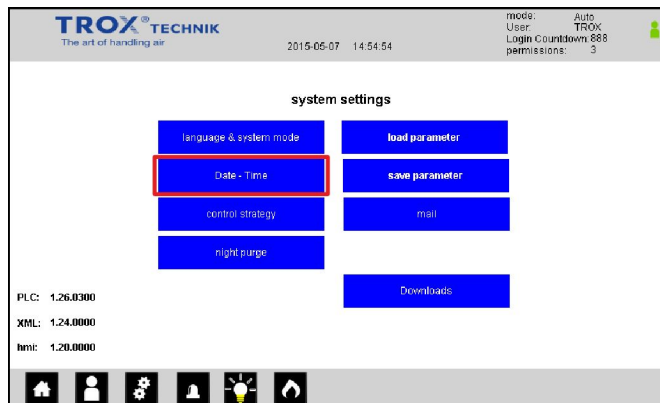 TROX® TECHNIK
The art of handling air
2015-05-07 14:54:54
mode: Auto
User: TROX
Login Countdown: 888
permissions: 3
system settings
language & system mode
load parameter
Date - Time
save parameter
control strategy
mail
night purge
Downloads
PLC: 1.26.0300
XML: 1.24.0000
hmi: 1.20.0000